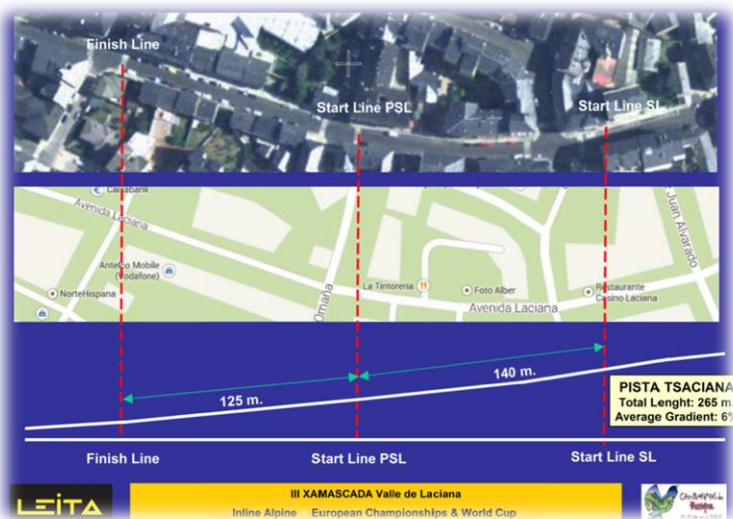 Finish Line
Start Line PSL
Start Line SL
Caixabank
Avenida Laciana
Antelco Mobile
(Vodafone)
NorteHispana
Omaña
La Tintorería
Foto Alber
Avenida Laciana
Restaurante
Casino Laciana
Juan Alvarado
125 m.
140 m.
PISTA TSACIANA
Total Lenght: 265 m.
Average Gradient: 6%
Finish Line
Start Line PSL
Start Line SL
LEITA
III XAMASCADA Valle de Laciana
Inline Alpine – European Championships & World Cup